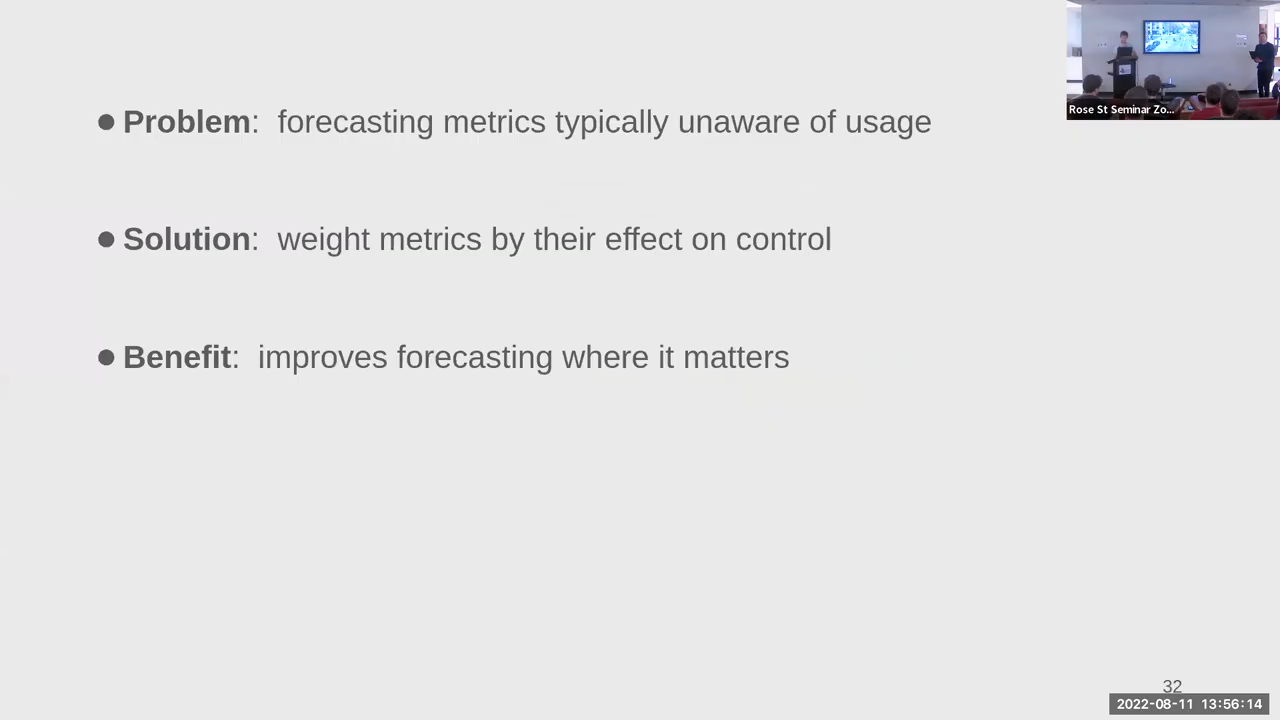 ● Problem: forecasting metrics typically unaware of usage
Rose St Seminar Zo...
● Solution: weight metrics by their effect on control
● Benefit: improves forecasting where it matters
32
2022-08-11 13:56:14